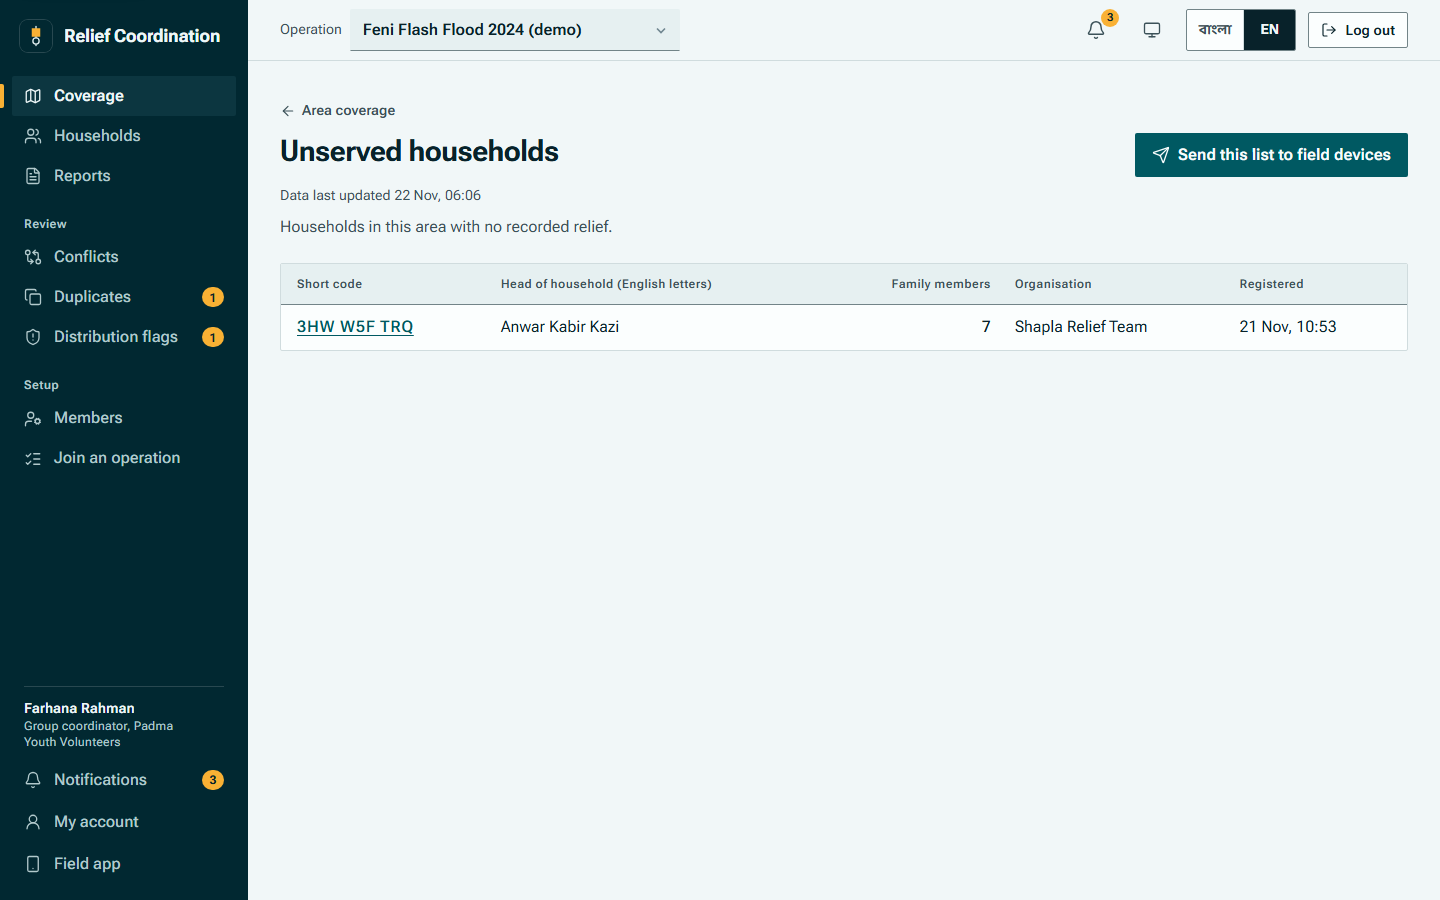 Relief Coordination
Coverage
Households
Reports
Review
Conflicts
Duplicates 1
Distribution flags 1
Setup
Members
Join an operation
Farhana Rahman
Group coordinator, Padma
Youth Volunteers
Notifications 3
My account
Field app
Operation Feni Flash Flood 2024 (demo) 3 বাংলা EN Log out
Area coverage
Unserved households
Send this list to field devices
Data last updated 22 Nov, 06:06
Households in this area with no recorded relief.
Short code Head of household (English letters) Family members Organisation Registered
3HW W5F TRQ Anwar Kabir Kazi 7 Shapla Relief Team 21 Nov, 10:53